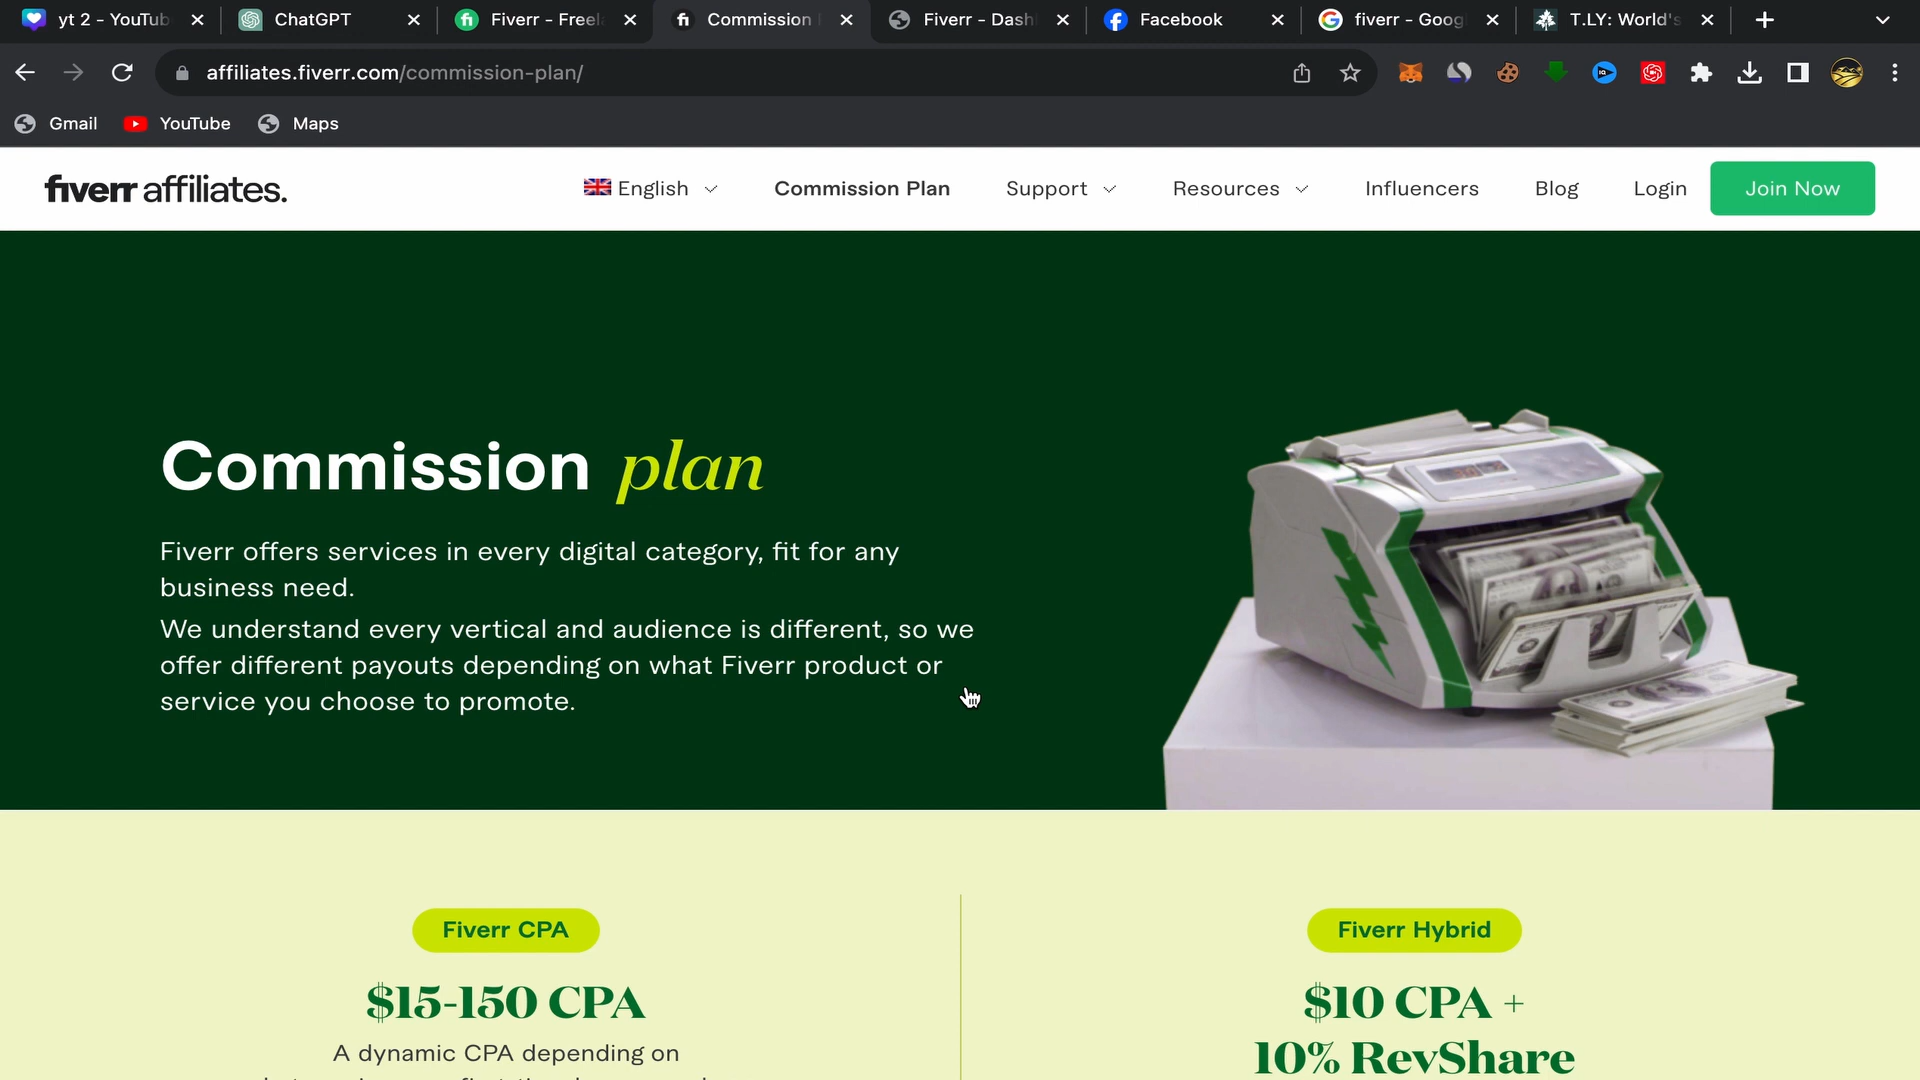 yt 2 - YouTub
ChatGPT
Fiverr - Freel
Commission
Fiverr - Dash
Facebook
fiverr - Goog
T.LY: World's
affiliates.fiverr.com/commission-plan/
Gmail
YouTube
Maps
fiverr affiliates.
English
Commission Plan
Support
Resources
Influencers
Blog
Login
Join Now
Commission plan
Fiverr offers services in every digital category, fit for any
business need.
We understand every vertical and audience is different, so we
offer different payouts depending on what Fiverr product or
service you choose to promote.
Fiverr CPA
$15-150 CPA
A dynamic CPA depending on
Fiverr Hybrid
$10 CPA +
10% RevShare